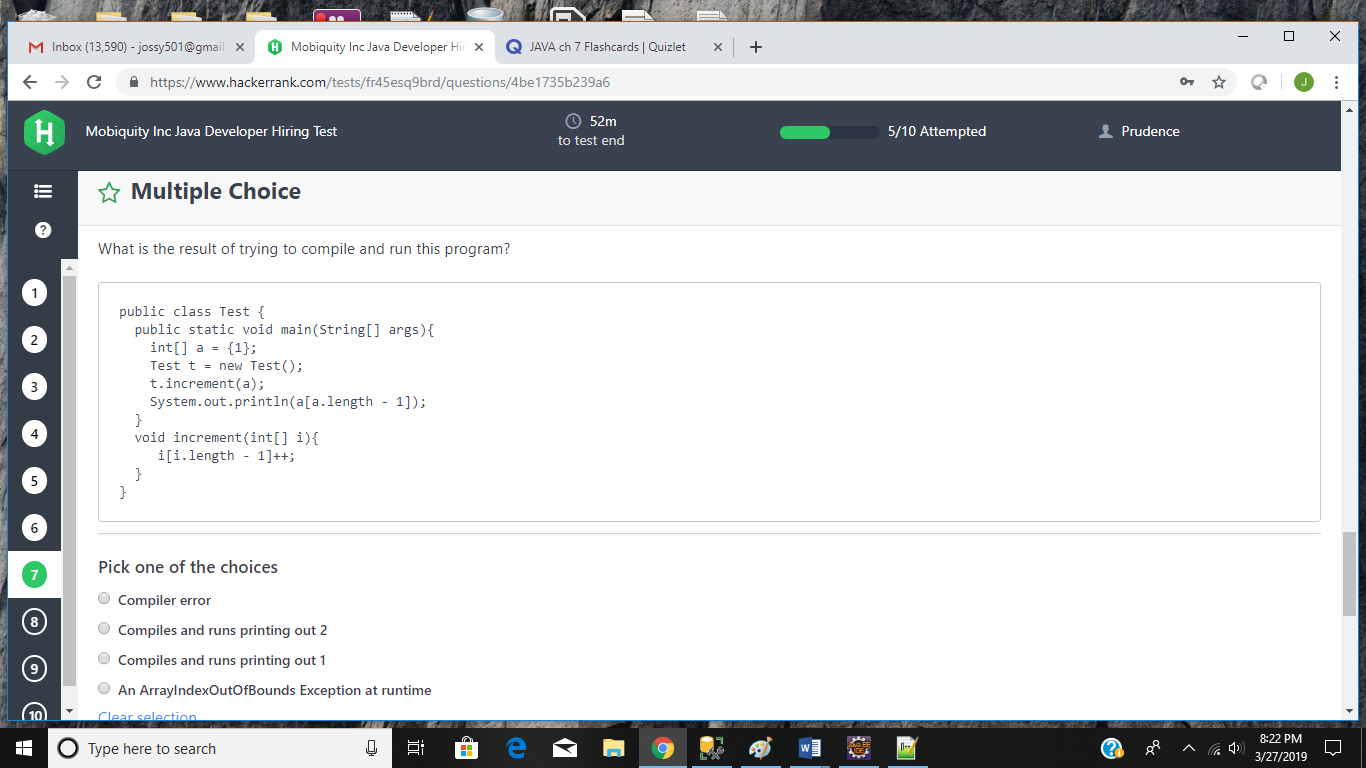 Inbox (13,590) - jossy501@gmail
Mobiquity Inc Java Developer Hir
JAVA ch 7 Flashcards | Quizlet
https://www.hackerrank.com/tests/fr45esq9brd/questions/4be1735b239a6
J
H
Mobiquity Inc Java Developer Hiring Test
52m
to test end
5/10 Attempted
Prudence
Multiple Choice
?
What is the result of trying to compile and run this program?
1
2
3
4
5
6
7
8
9
10
public class Test {
public static void main(String[] args){
int[] a = {1};
Test t = new Test();
t.increment(a);
System.out.println(a[a.length - 1]);
}
void increment(int[] i){
i[i.length - 1]++;
}
}
Pick one of the choices
Compiler error
Compiles and runs printing out 2
Compiles and runs printing out 1
An ArrayIndexOutOfBounds Exception at runtime
Clear selection
Type here to search
8:22 PM
3/27/2019